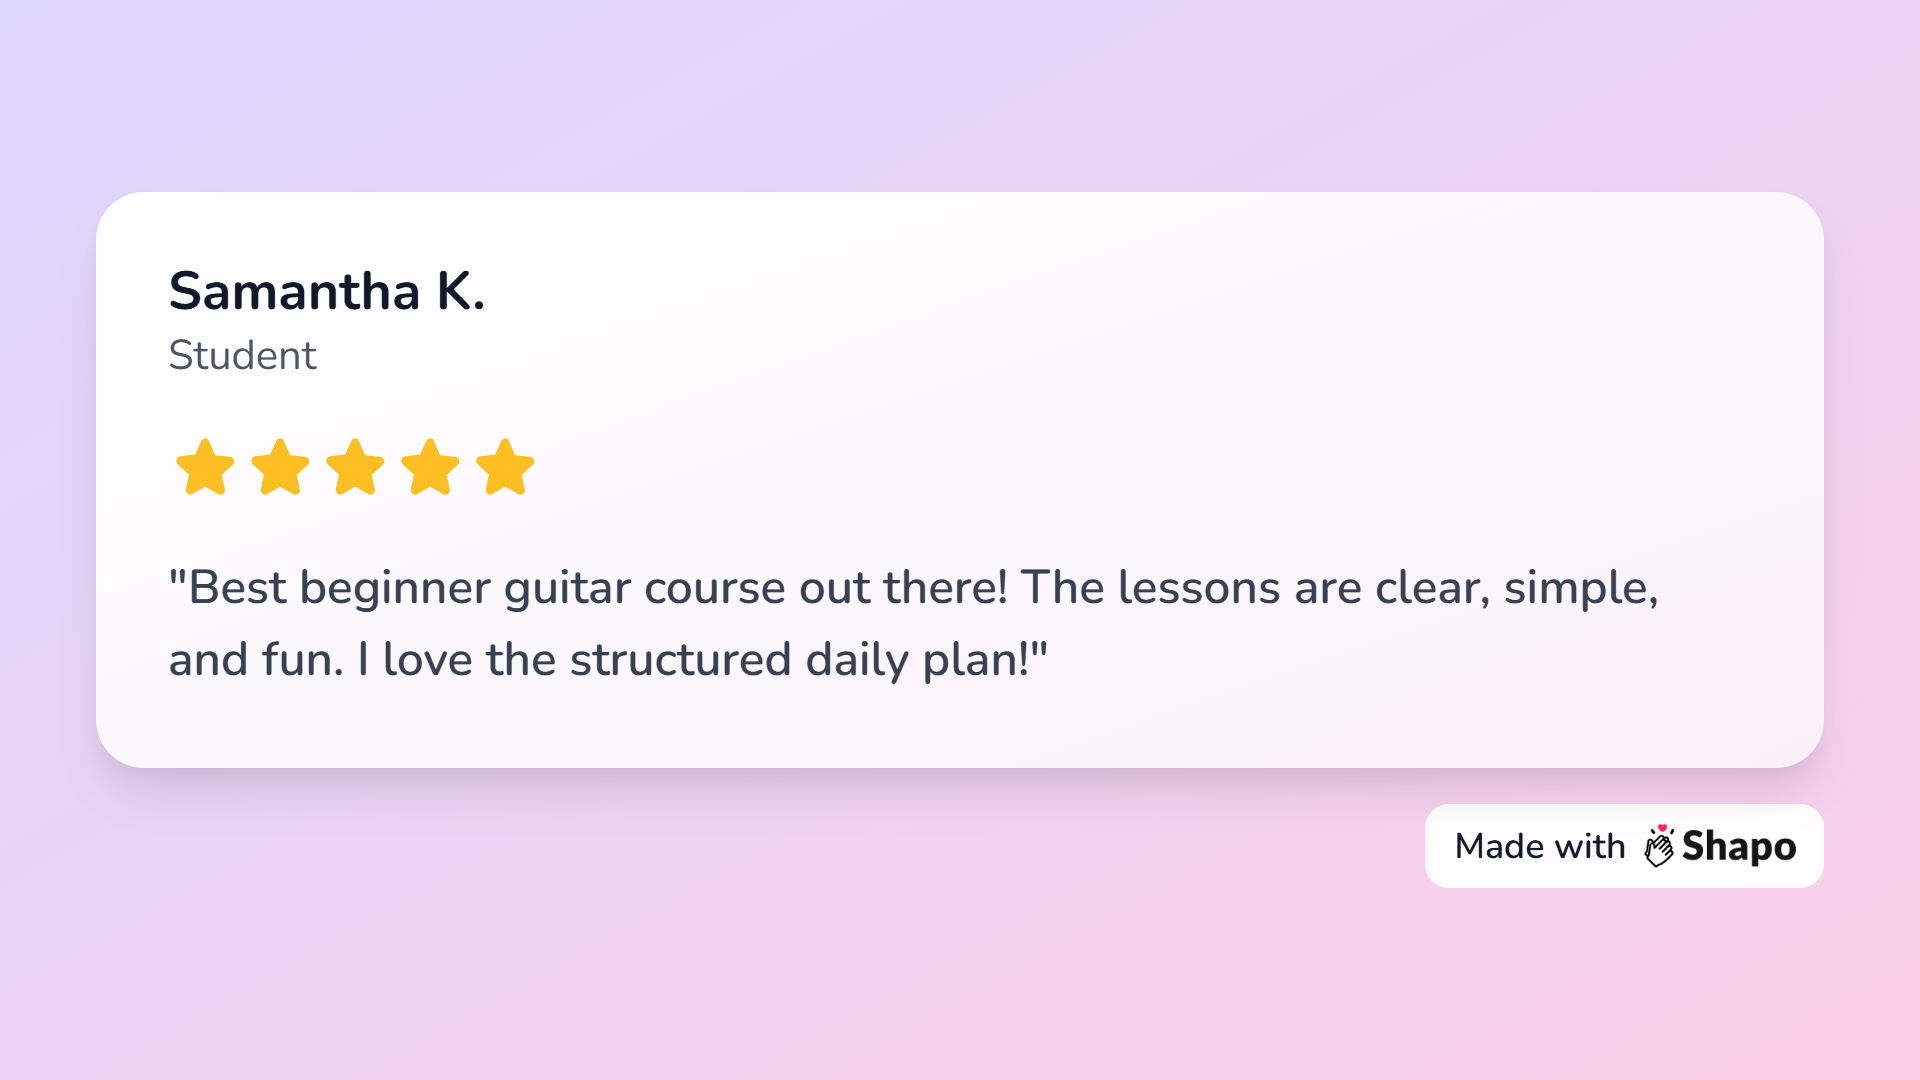 Samantha K.
Student
"Best beginner guitar course out there! The lessons are clear, simple,
and fun. I love the structured daily plan!"
Made with Shapo